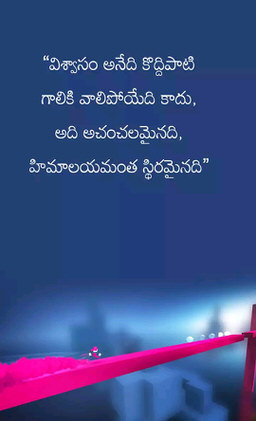 “విశ్వాసం అనేది కొద్దిపాటి
గాలికి వాలిపోయేది కాదు,
అది అచంచలమైనది,
హిమాలయమంత స్థిరమైనది”